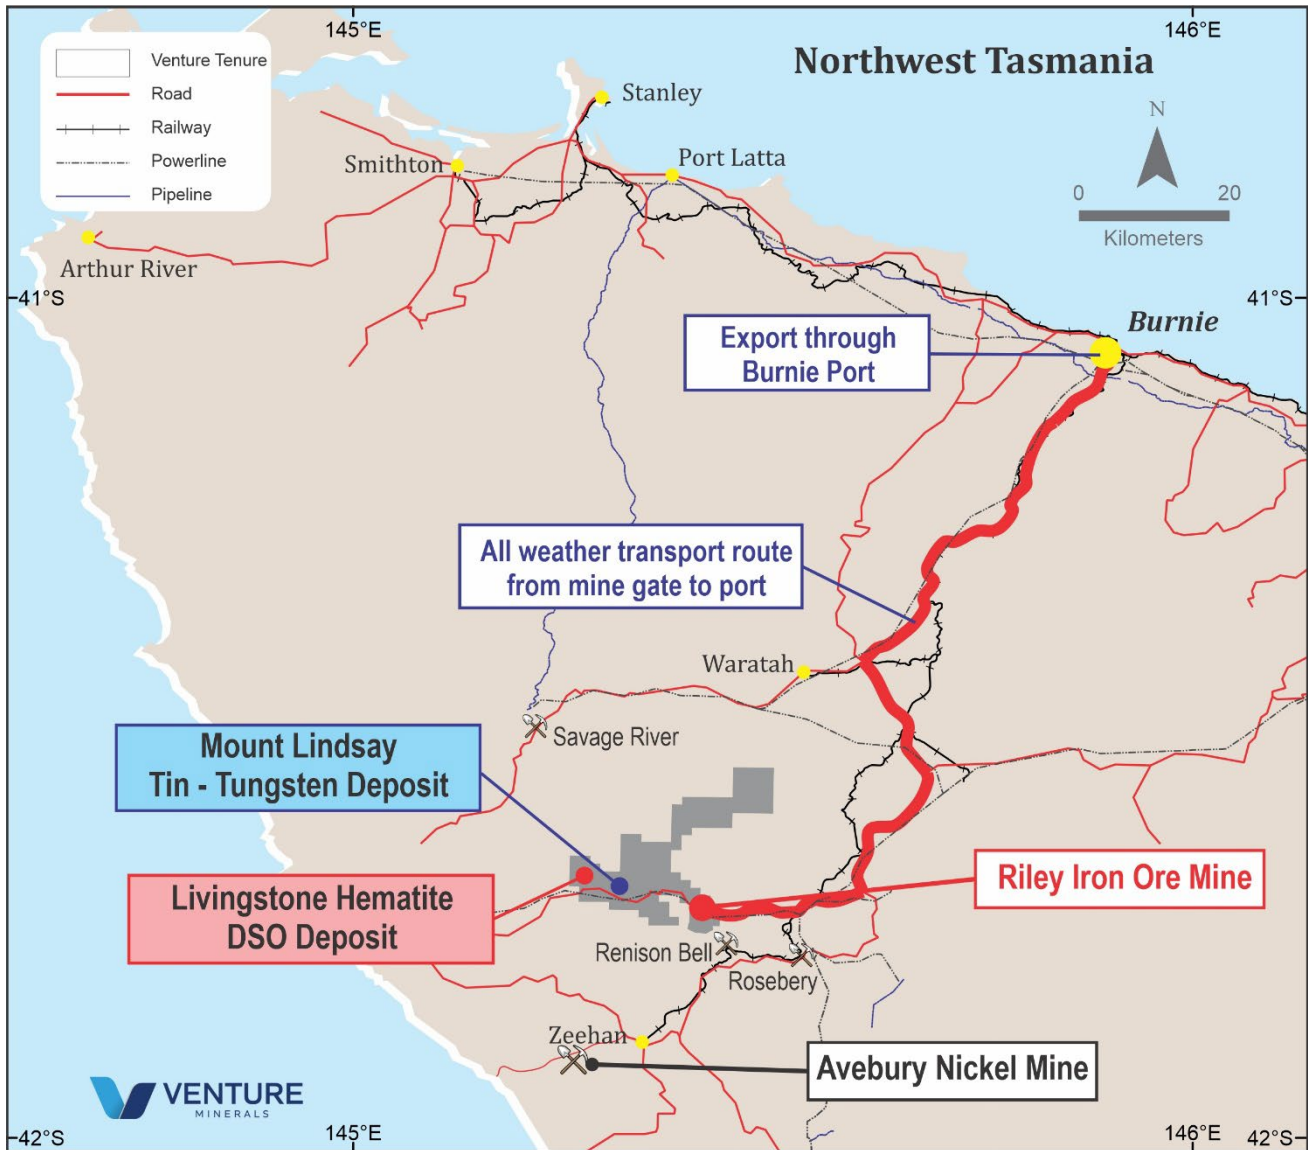 145°E
146°E
Northwest Tasmania
Venture Tenure
Road
Railway
Powerline
Pipeline
N
0
20
Kilometers
Stanley
Smithton
Port Latta
Arthur River
41°S
41°S
Burnie
Export through
Burnie Port
All weather transport route
from mine gate to port
Waratah
Savage River
Mount Lindsay
Tin - Tungsten Deposit
Livingstone Hematite
DSO Deposit
Riley Iron Ore Mine
Renison Bell
Rosebery
Zeehan
Avebury Nickel Mine
VENTURE
MINERALS
42°S
145°E
146°E
42°S